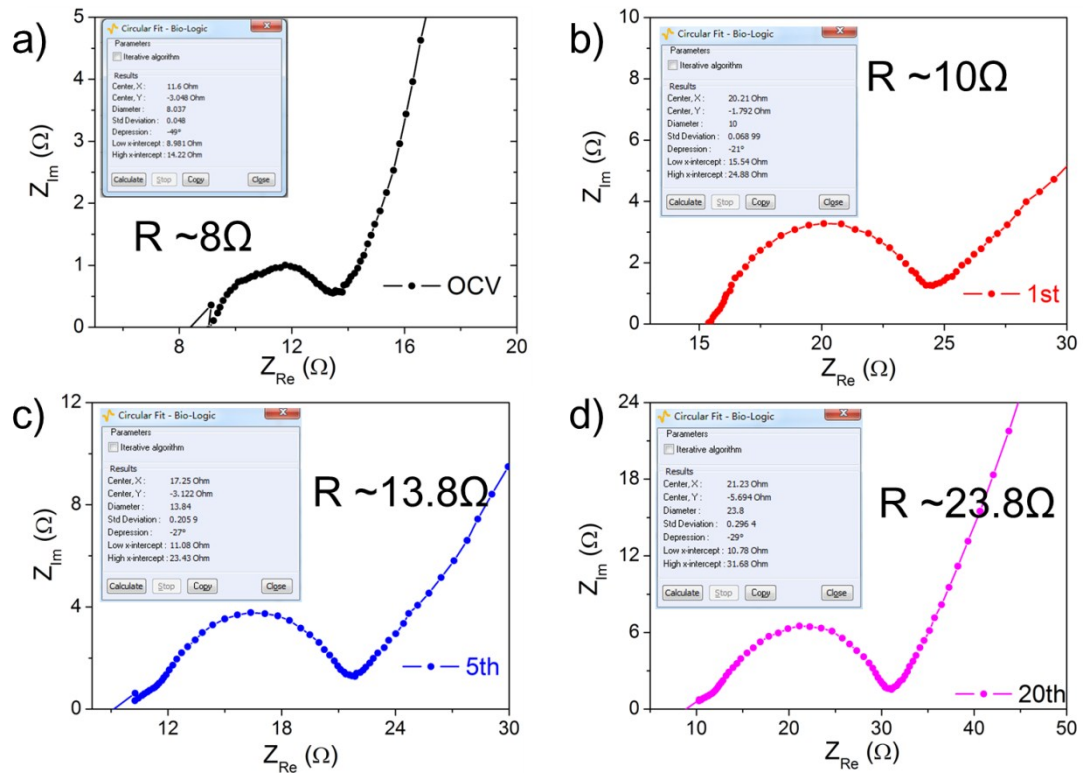 a)
Circular Fit - Bio-Logic
Parameters
Iterative algorithm
Results
Center, X : 11.6 Ohm
Center, Y : -3.048 Ohm
Diameter : 8.037
Std Deviation : 0.048
Depression : -49°
Low x-intercept : 8.981 Ohm
High x-intercept : 14.22 Ohm
Calculate Stop Copy Close
R ~8Ω
OCV
5
4
3
2
1
0
Z_Im (Ω)
8 12 16 20
Z_Re (Ω)
b)
Circular Fit - Bio-Logic
Parameters
Iterative algorithm
Results
Center, X : 20.21 Ohm
Center, Y : -1.792 Ohm
Diameter : 10
Std Deviation : 0.068 99
Depression : -21°
Low x-intercept : 15.54 Ohm
High x-intercept : 24.88 Ohm
Calculate Stop Copy Close
R ~10Ω
1st
10
8
6
4
2
0
Z_Im (Ω)
15 20 25 30
Z_Re (Ω)
c)
Circular Fit - Bio-Logic
Parameters
Iterative algorithm
Results
Center, X : 17.25 Ohm
Center, Y : -3.122 Ohm
Diameter : 13.84
Std Deviation : 0.205 9
Depression : -27°
Low x-intercept : 11.08 Ohm
High x-intercept : 23.43 Ohm
Calculate Stop Copy Close
R ~13.8Ω
5th
12
8
4
0
Z_Im (Ω)
12 18 24 30
Z_Re (Ω)
d)
Circular Fit - Bio-Logic
Parameters
Iterative algorithm
Results
Center, X : 21.23 Ohm
Center, Y : -5.694 Ohm
Diameter : 23.8
Std Deviation : 0.296 4
Depression : -29°
Low x-intercept : 10.78 Ohm
High x-intercept : 31.68 Ohm
Calculate Stop Copy Close
R ~23.8Ω
20th
24
18
12
6
0
Z_Im (Ω)
10 20 30 40 50
Z_Re (Ω)